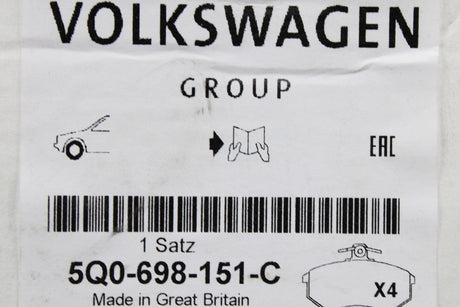 VOLKSWAGEN
GROUP
EAC
1 Satz
5Q0-698-151-C
X4
Made in Great Britain